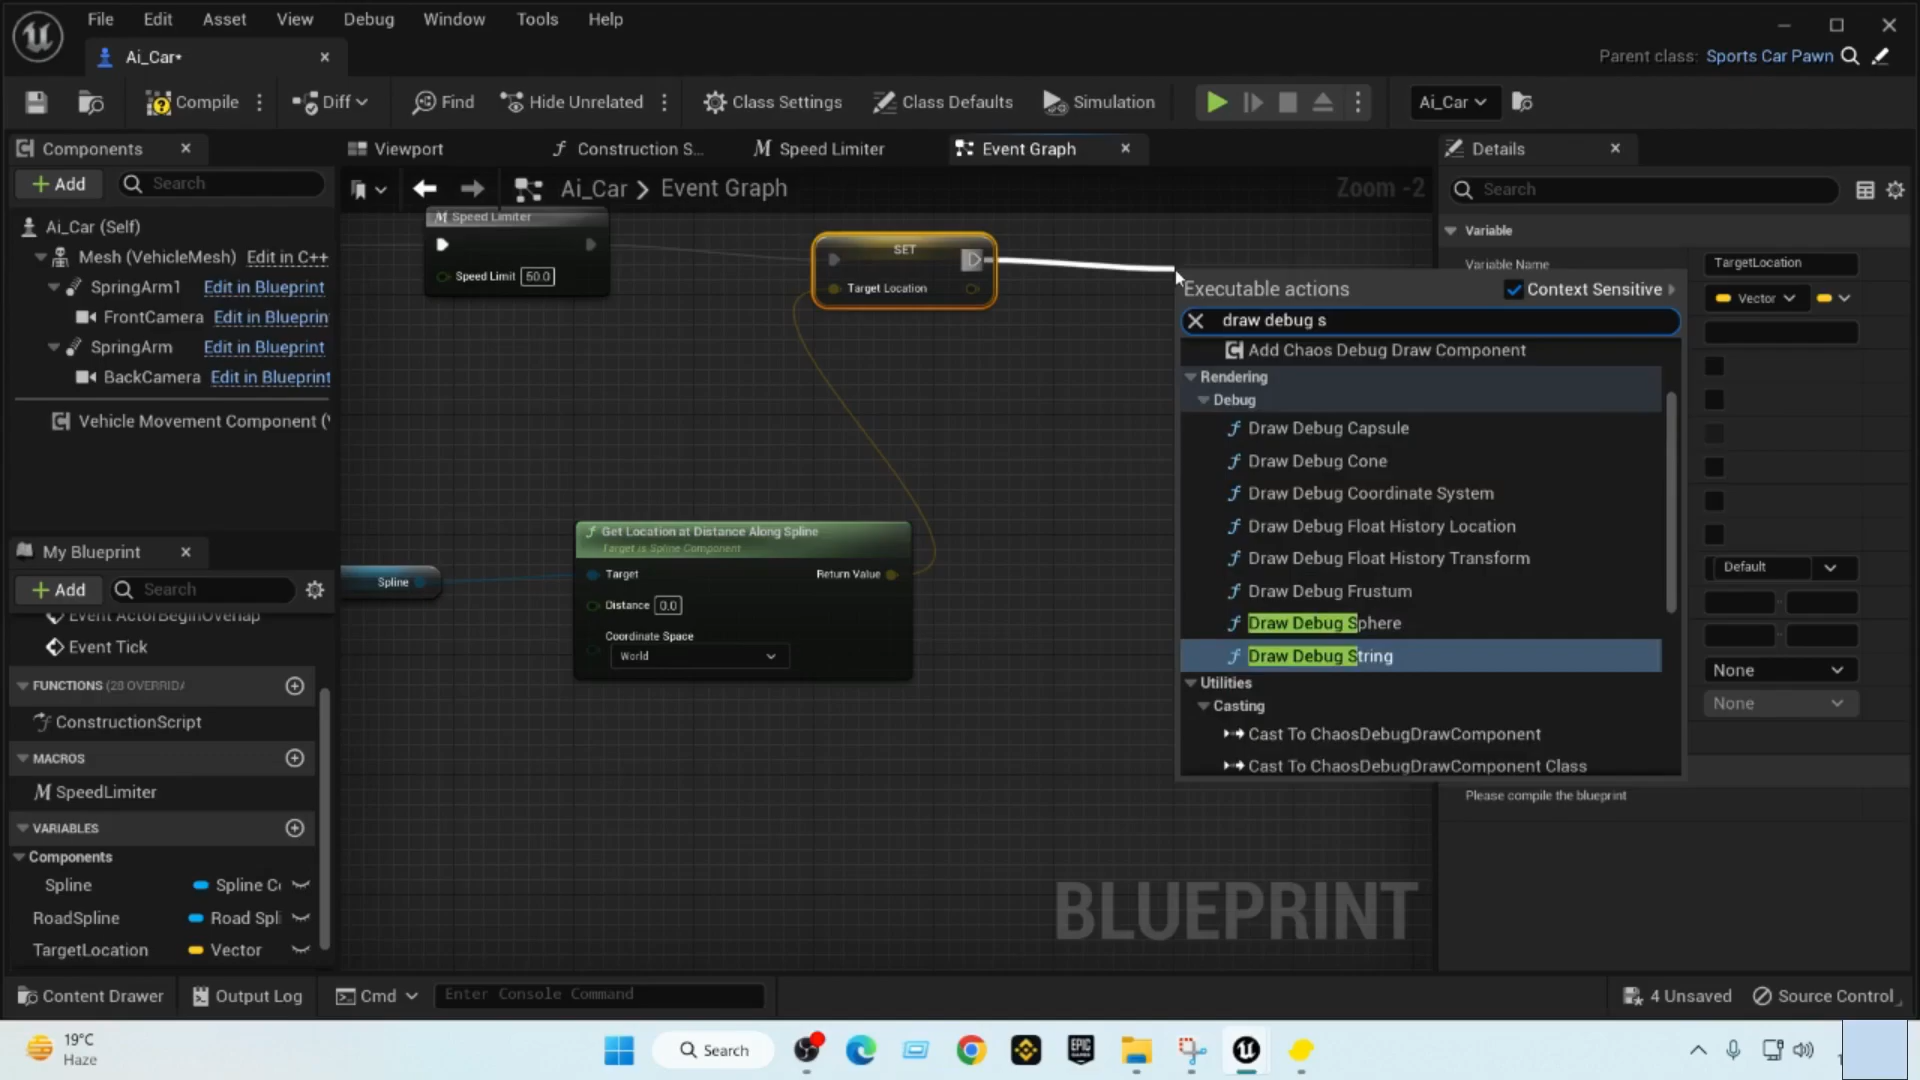 File Edit Asset View Debug Window Tools Help
Ai_Car•
Parent class: Sports Car Pawn
Compile Diff Find Hide Unrelated Class Settings Class Defaults Simulation Ai_Car
Components
Viewport
Construction S...
Speed Limiter
Event Graph
Details
Add
Search
Ai_Car > Event Graph
Zoom -2
Search
Ai_Car (Self)
Mesh (VehicleMesh) Edit in C++
SpringArm1 Edit in Blueprint
FrontCamera Edit in Blueprin
SpringArm Edit in Blueprint
BackCamera Edit in Blueprint
Vehicle Movement Component (
Speed Limiter
Speed Limit 50.0
SET
Target Location
Variable
Variable Name TargetLocation
Vector
Executable actions
Context Sensitive
draw debug s
Add Chaos Debug Draw Component
Rendering
Debug
Draw Debug Capsule
Draw Debug Cone
Draw Debug Coordinate System
Draw Debug Float History Location
Draw Debug Float History Transform
Draw Debug Frustum
Draw Debug Sphere
Draw Debug String
Utilities
Casting
Cast To ChaosDebugDrawComponent
Cast To ChaosDebugDrawComponent Class
Get Location at Distance Along Spline
Target is Spline Component
Spline
Target
Return Value
Distance 0.0
Coordinate Space
World
Default
None
None
Please compile the blueprint
My Blueprint
Add
Search
Event ActorBeginOverlap
Event Tick
FUNCTIONS (28 OVERRIDA
ConstructionScript
MACROS
SpeedLimiter
VARIABLES
Components
Spline Spline C
RoadSpline Road Spl
TargetLocation Vector
BLUEPRINT
Content Drawer
Output Log
Cmd
Enter Console Command
4 Unsaved
Source Control
19°C
Haze
Search
EPIC
GAMES